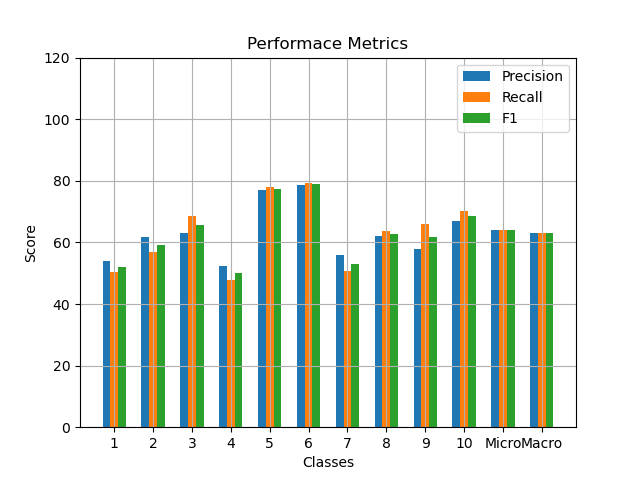 Performace Metrics
Precision
Recall
F1
120
100
80
60
40
20
0
Score
1 2 3 4 5 6 7 8 9 10 Micro Macro
Classes